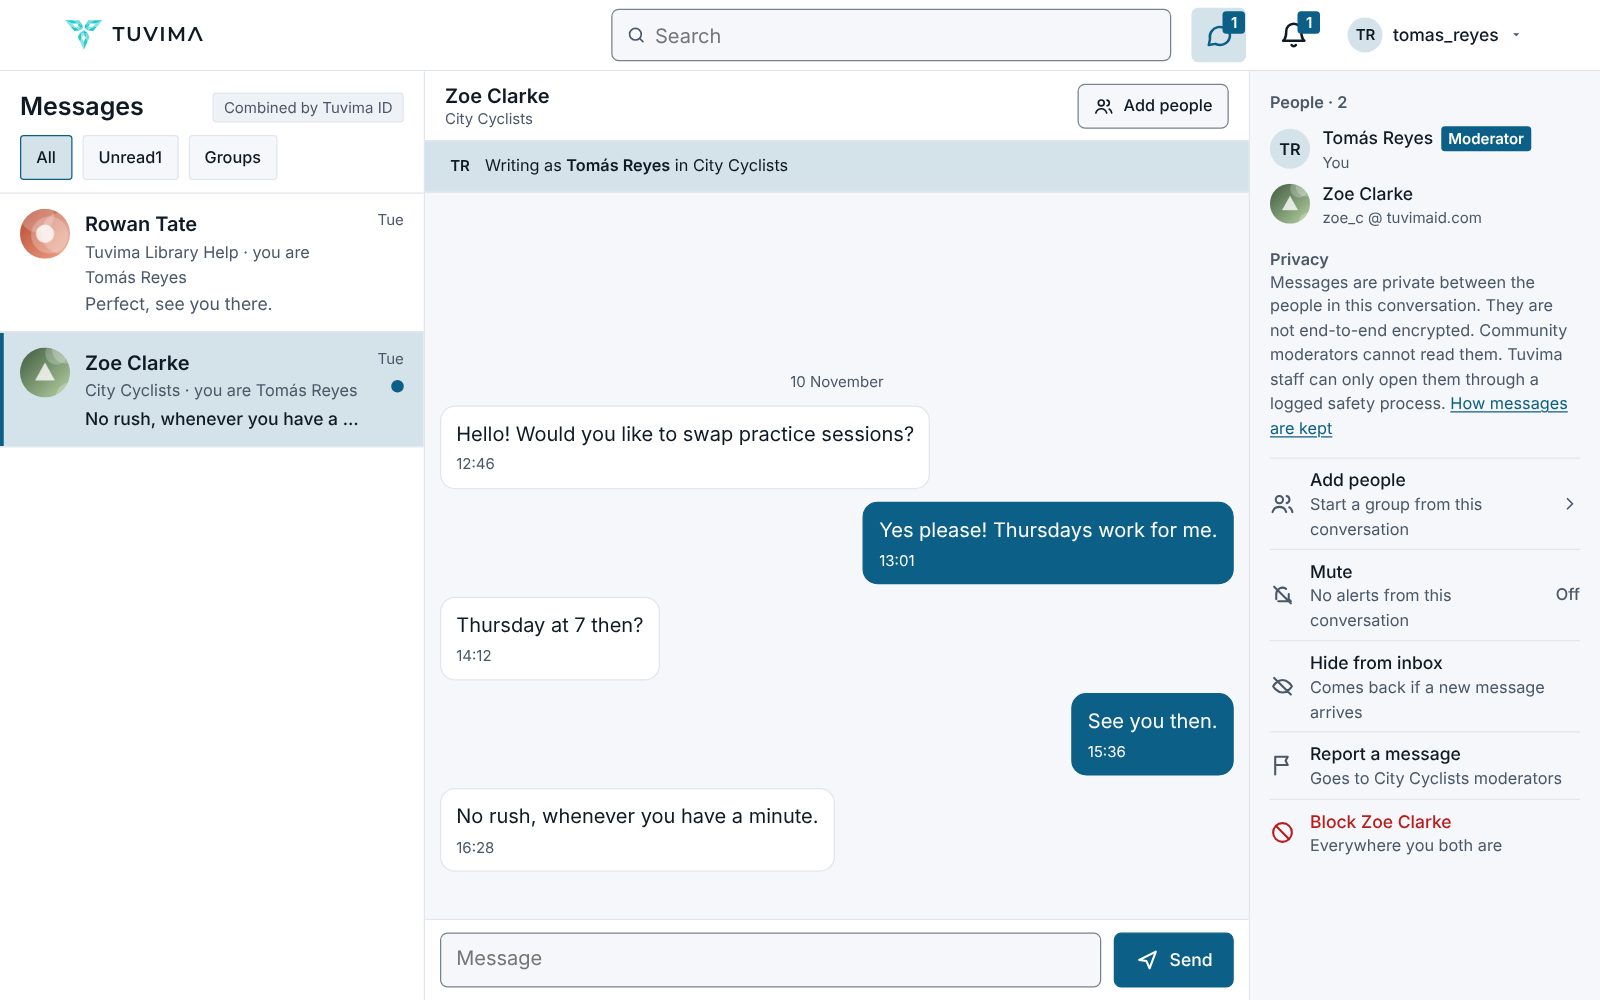 TUVIMA
Search
1
1
TR
tomas_reyes
Messages
Combined by Tuvima ID
All
Unread1
Groups
Rowan Tate
Tue
Tuvima Library Help · you are
Tomás Reyes
Perfect, see you there.
Zoe Clarke
Tue
City Cyclists · you are Tomás Reyes
No rush, whenever you have a ...
Zoe Clarke
City Cyclists
Add people
TR Writing as Tomás Reyes in City Cyclists
10 November
Hello! Would you like to swap practice sessions?
12:46
Yes please! Thursdays work for me.
13:01
Thursday at 7 then?
14:12
See you then.
15:36
No rush, whenever you have a minute.
16:28
Message
Send
People · 2
TR
Tomás Reyes Moderator
You
Zoe Clarke
zoe_c @ tuvimaid.com
Privacy
Messages are private between the
people in this conversation. They are
not end-to-end encrypted. Community
moderators cannot read them. Tuvima
staff can only open them through a
logged safety process. How messages
are kept
Add people
Start a group from this
conversation
Mute
No alerts from this
conversation
Off
Hide from inbox
Comes back if a new message
arrives
Report a message
Goes to City Cyclists moderators
Block Zoe Clarke
Everywhere you both are